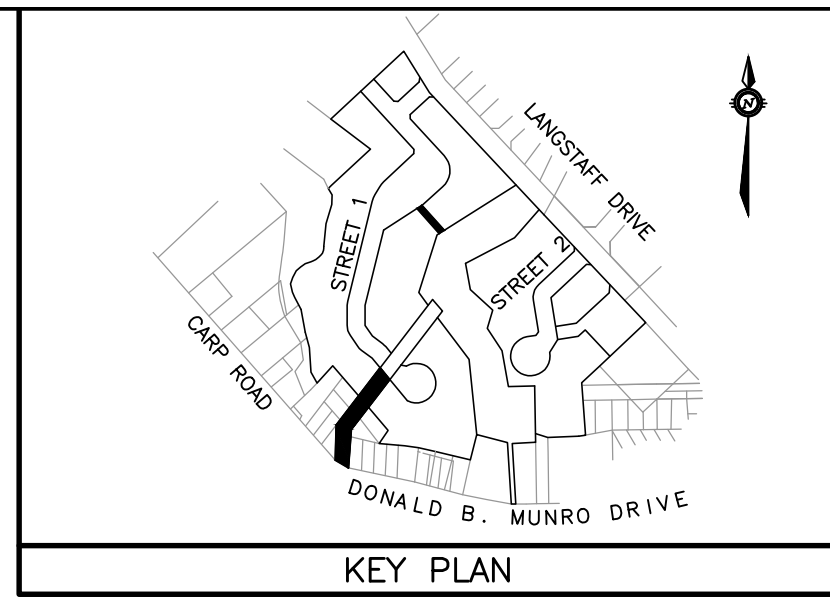 LANGSTAFF DRIVE
N
STREET 1
STREET 2
CARP ROAD
DONALD B. MUNRO DRIVE
KEY PLAN